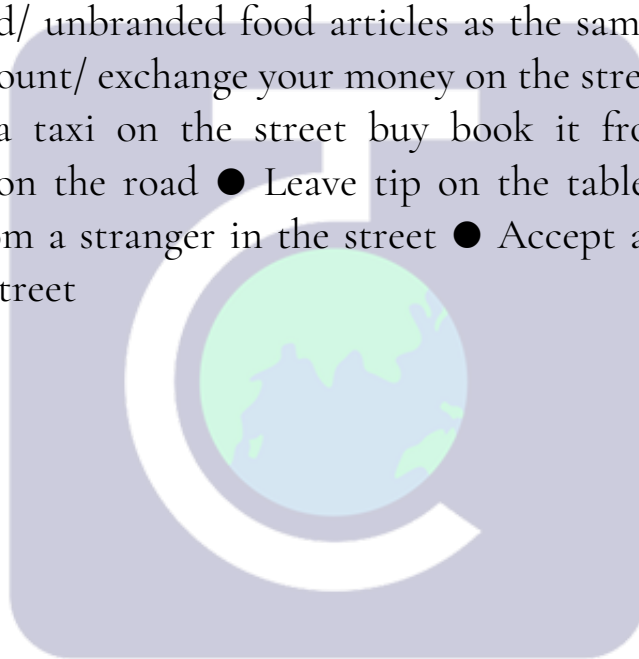 d/ unbranded food articles as the sam
ount/ exchange your money on the stre
a taxi on the street buy book it fro
on the road ● Leave tip on the table
om a stranger in the street ● Accept a
treet